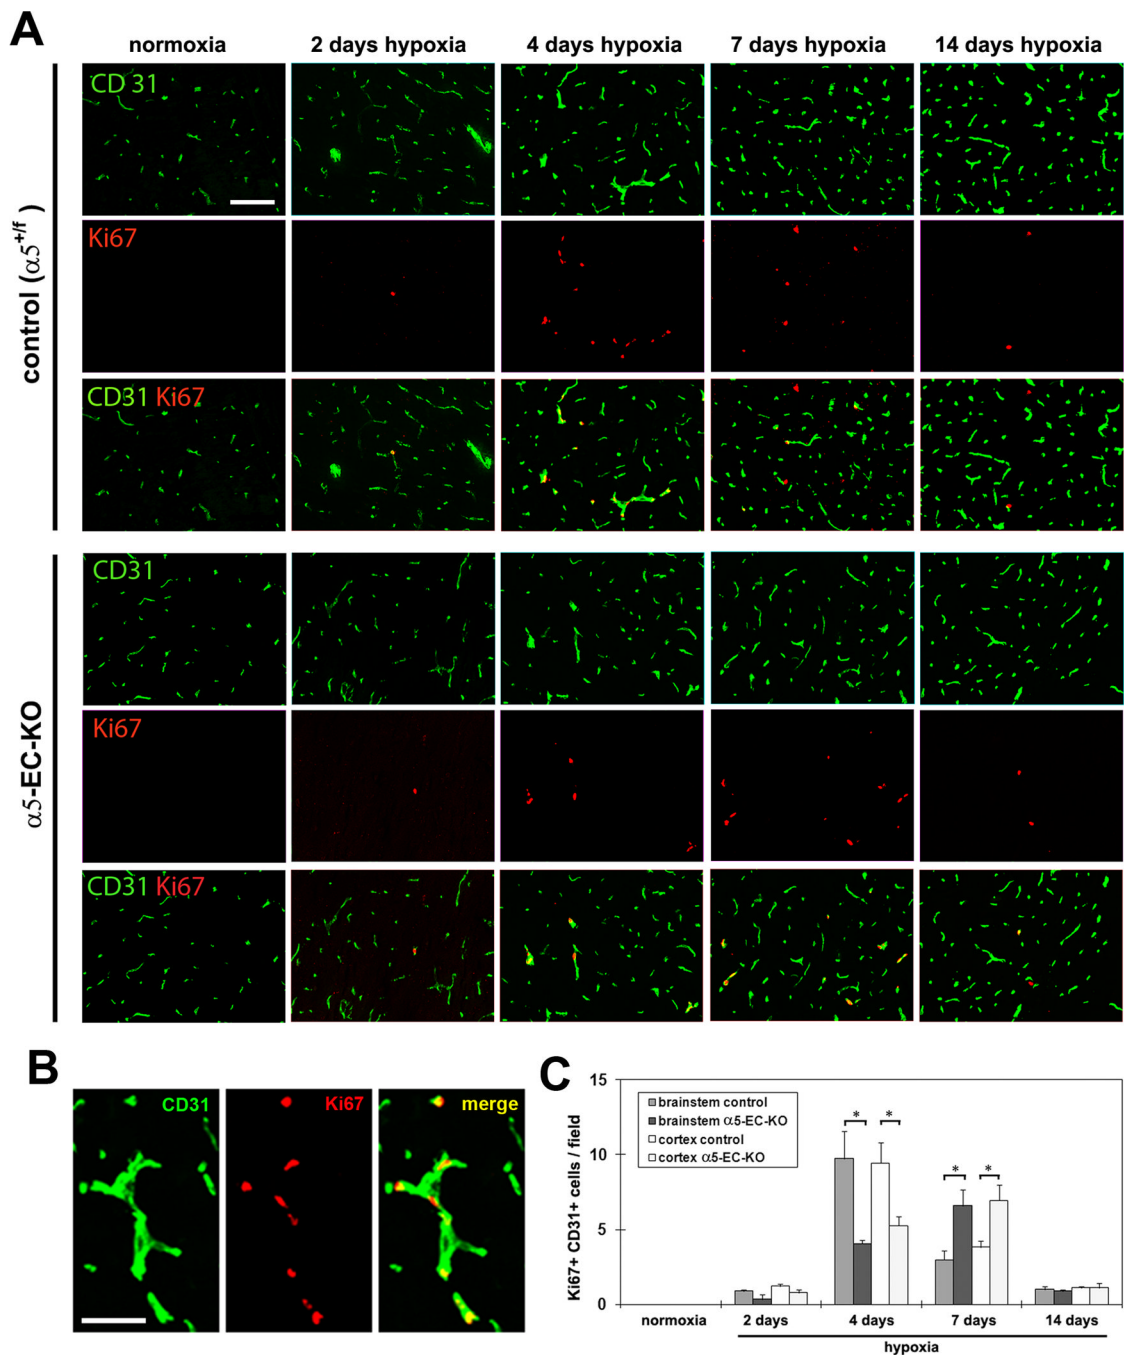 A
normoxia 2 days hypoxia 4 days hypoxia 7 days hypoxia 14 days hypoxia
control (α5+/f)
CD 31
Ki67
CD31 Ki67
α5-EC-KO
CD31
Ki67
CD31 Ki67
B
CD31 Ki67 merge
C
Ki67+ CD31+ cells / field
15
10
5
0
brainstem control
brainstem α5-EC-KO
cortex control
cortex α5-EC-KO
* *
* *
normoxia 2 days 4 days 7 days 14 days
hypoxia